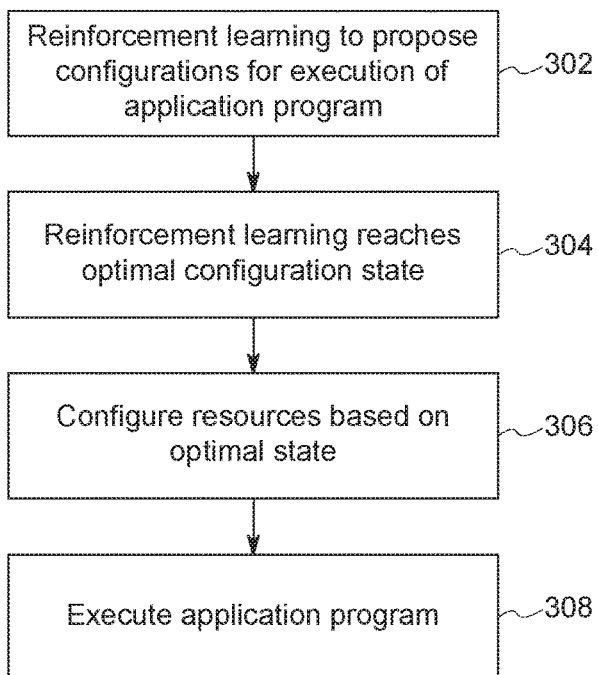 Reinforcement learning to propose
configurations for execution of
application program
302
Reinforcement learning reaches
optimal configuration state
304
Configure resources based on
optimal state
306
Execute application program
308